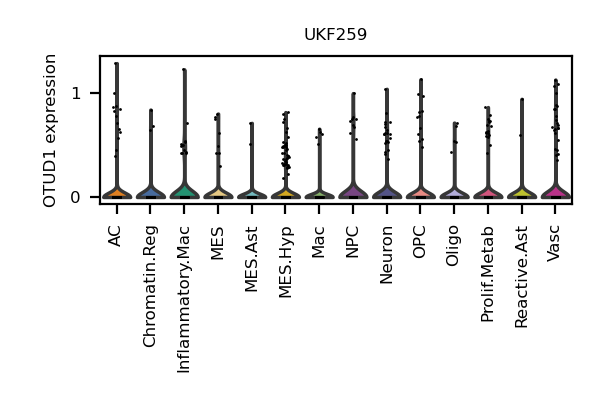 UKF259
OTUD1 expression
1
0
AC
Chromatin.Reg
Inflammatory.Mac
MES
MES.Ast
MES.Hyp
Mac
NPC
Neuron
OPC
Oligo
Prolif.Metab
Reactive.Ast
Vasc